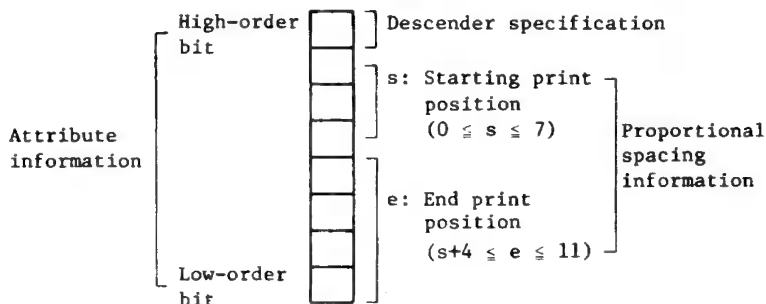 High-order
bit
Descender specification
s: Starting print
position
(0 ≦ s ≦ 7)
Attribute
information
Proportional
spacing
information
e: End print
position
(s+4 ≦ e ≦ 11)
Low-order
bit